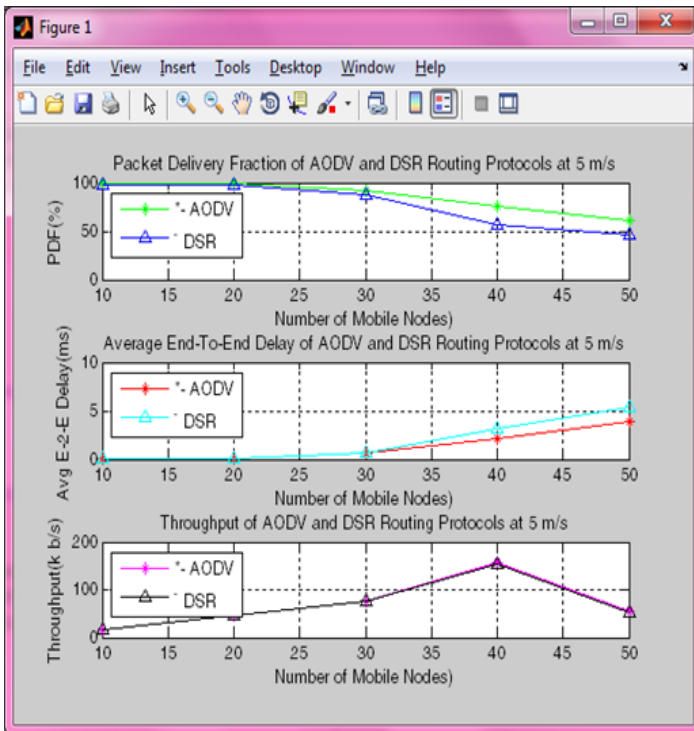 Figure 1
File Edit View Insert Tools Desktop Window Help
Packet Delivery Fraction of AODV and DSR Routing Protocols at 5 m/s
PDF(%)
100
50
0
*- AODV
- DSR
10 15 20 25 30 35 40 45 50
Number of Mobile Nodes)
Average End-To-End Delay of AODV and DSR Routing Protocols at 5 m/s
Avg E-2-E Delay(ms)
10
5
0
*- AODV
- DSR
10 15 20 25 30 35 40 45 50
Number of Mobile Nodes)
Throughput of AODV and DSR Routing Protocols at 5 m/s
Throughput(k b/s)
200
100
0
*- AODV
- DSR
10 15 20 25 30 35 40 45 50
Number of Mobile Nodes)